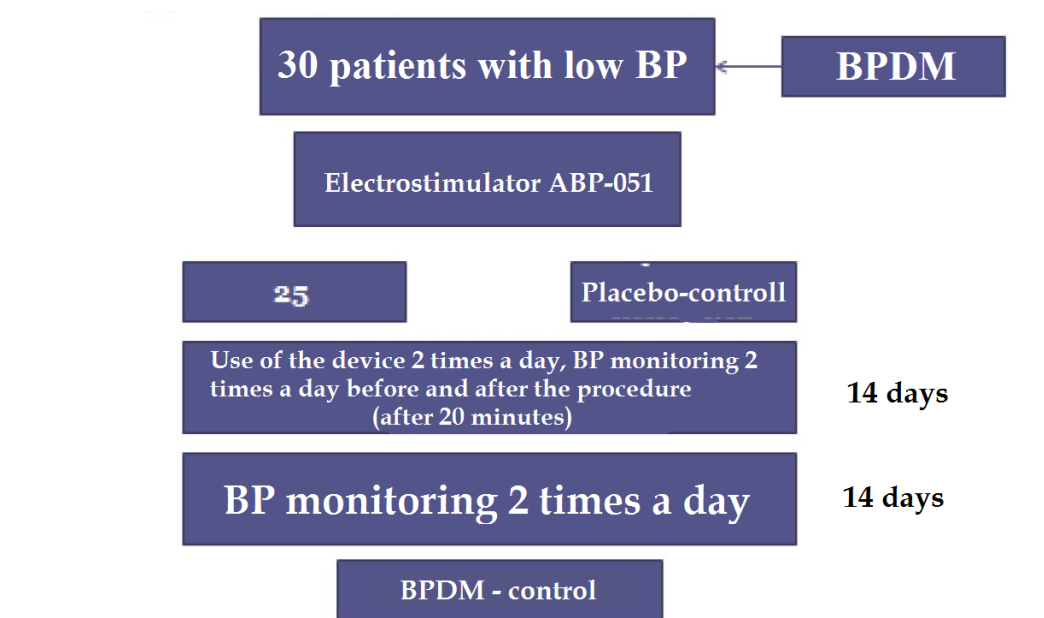 30 patients with low BP
BPDM
Electrostimulator ABP-051
25
Placebo-controll
Use of the device 2 times a day, BP monitoring 2
times a day before and after the procedure
(after 20 minutes)
14 days
BP monitoring 2 times a day
14 days
BPDM - control